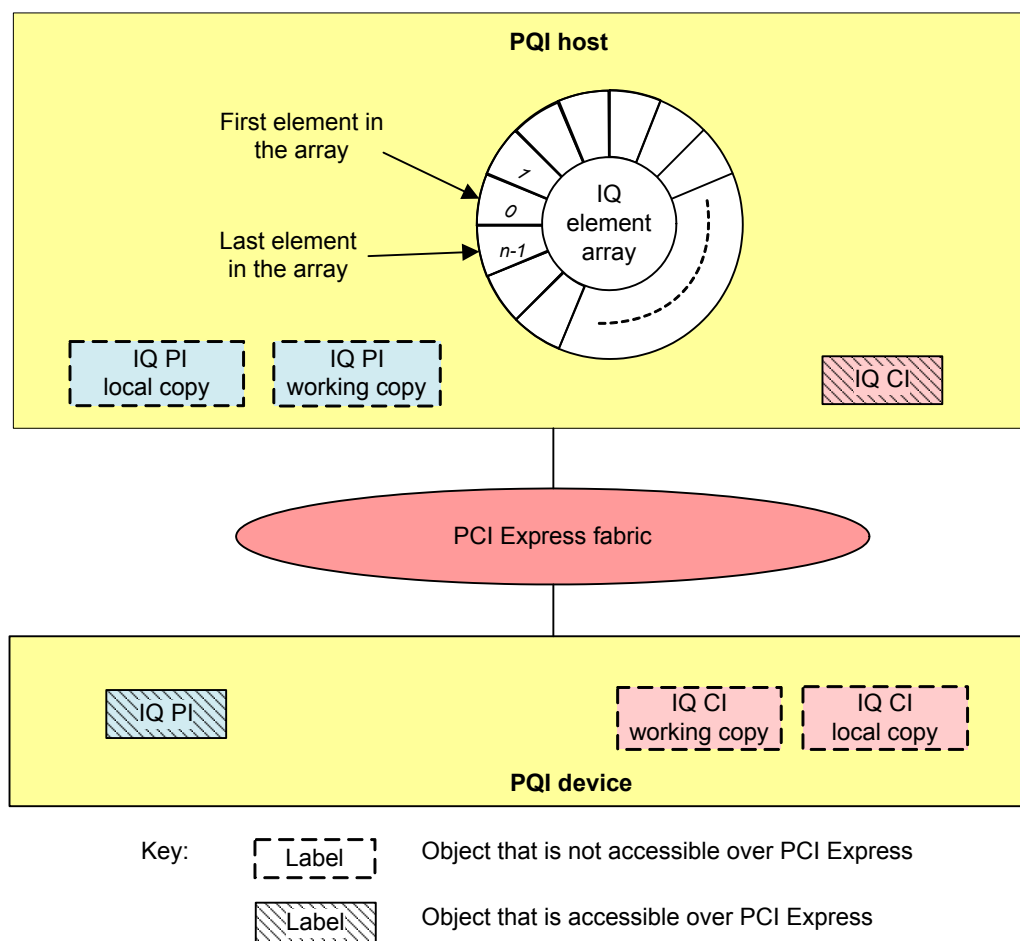 PQI host
First element in
the array
1
0
n-1
IQ
element
array
Last element
in the array
IQ PI
local copy
IQ PI
working copy
IQ CI
PCI Express fabric
IQ PI
IQ CI
working copy
IQ CI
local copy
PQI device
Key:
Label
Object that is not accessible over PCI Express
Label
Object that is accessible over PCI Express